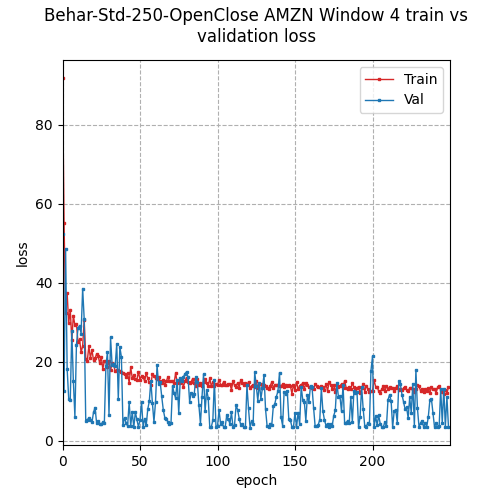 Behar-Std-250-OpenClose AMZN Window 4 train vs
validation loss
Train
Val
80
60
40
20
0
loss
0 50 100 150 200
epoch